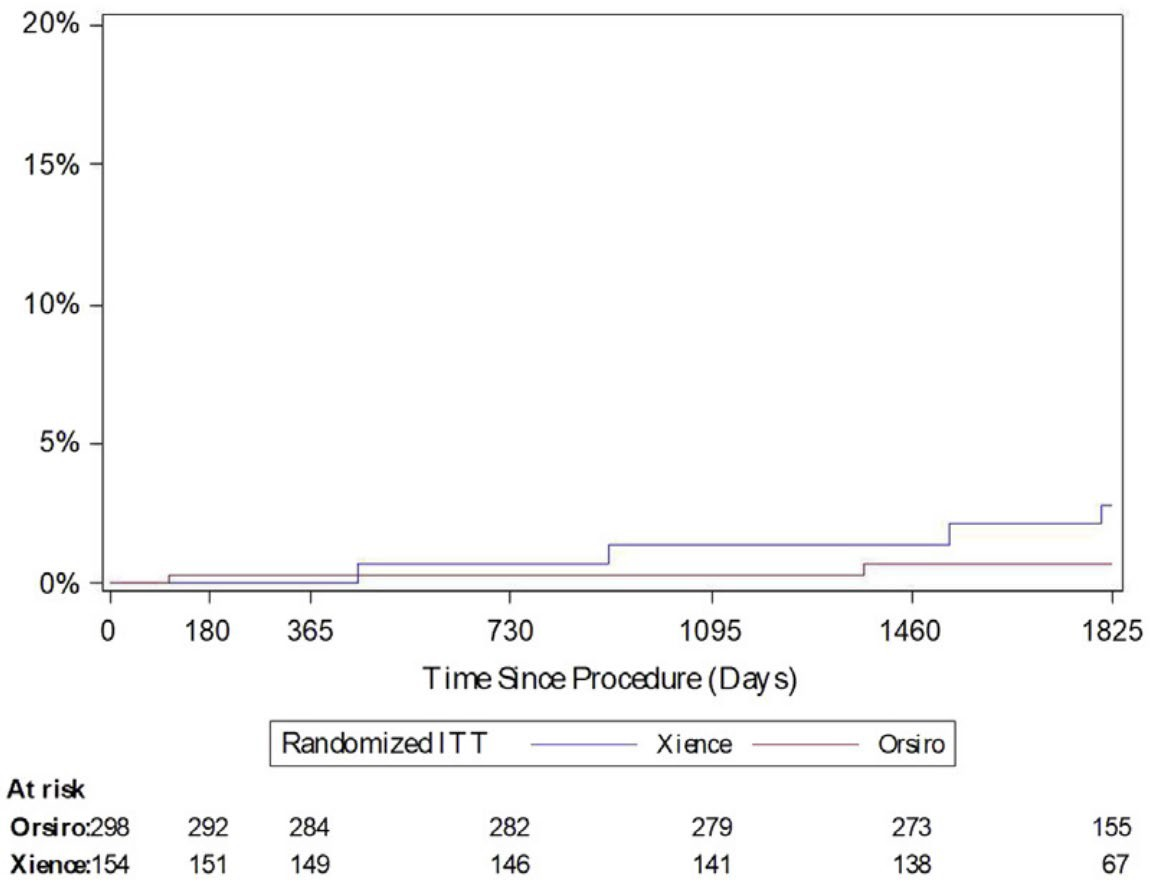 20%
15%
10%
5%
0%
0 180 365 730 1095 1460 1825
Time Since Procedure (Days)
Randomized ITT Xience Orsiro
At risk
Orsiro: 298 292 284 282 279 273 155
Xience: 154 151 149 146 141 138 67